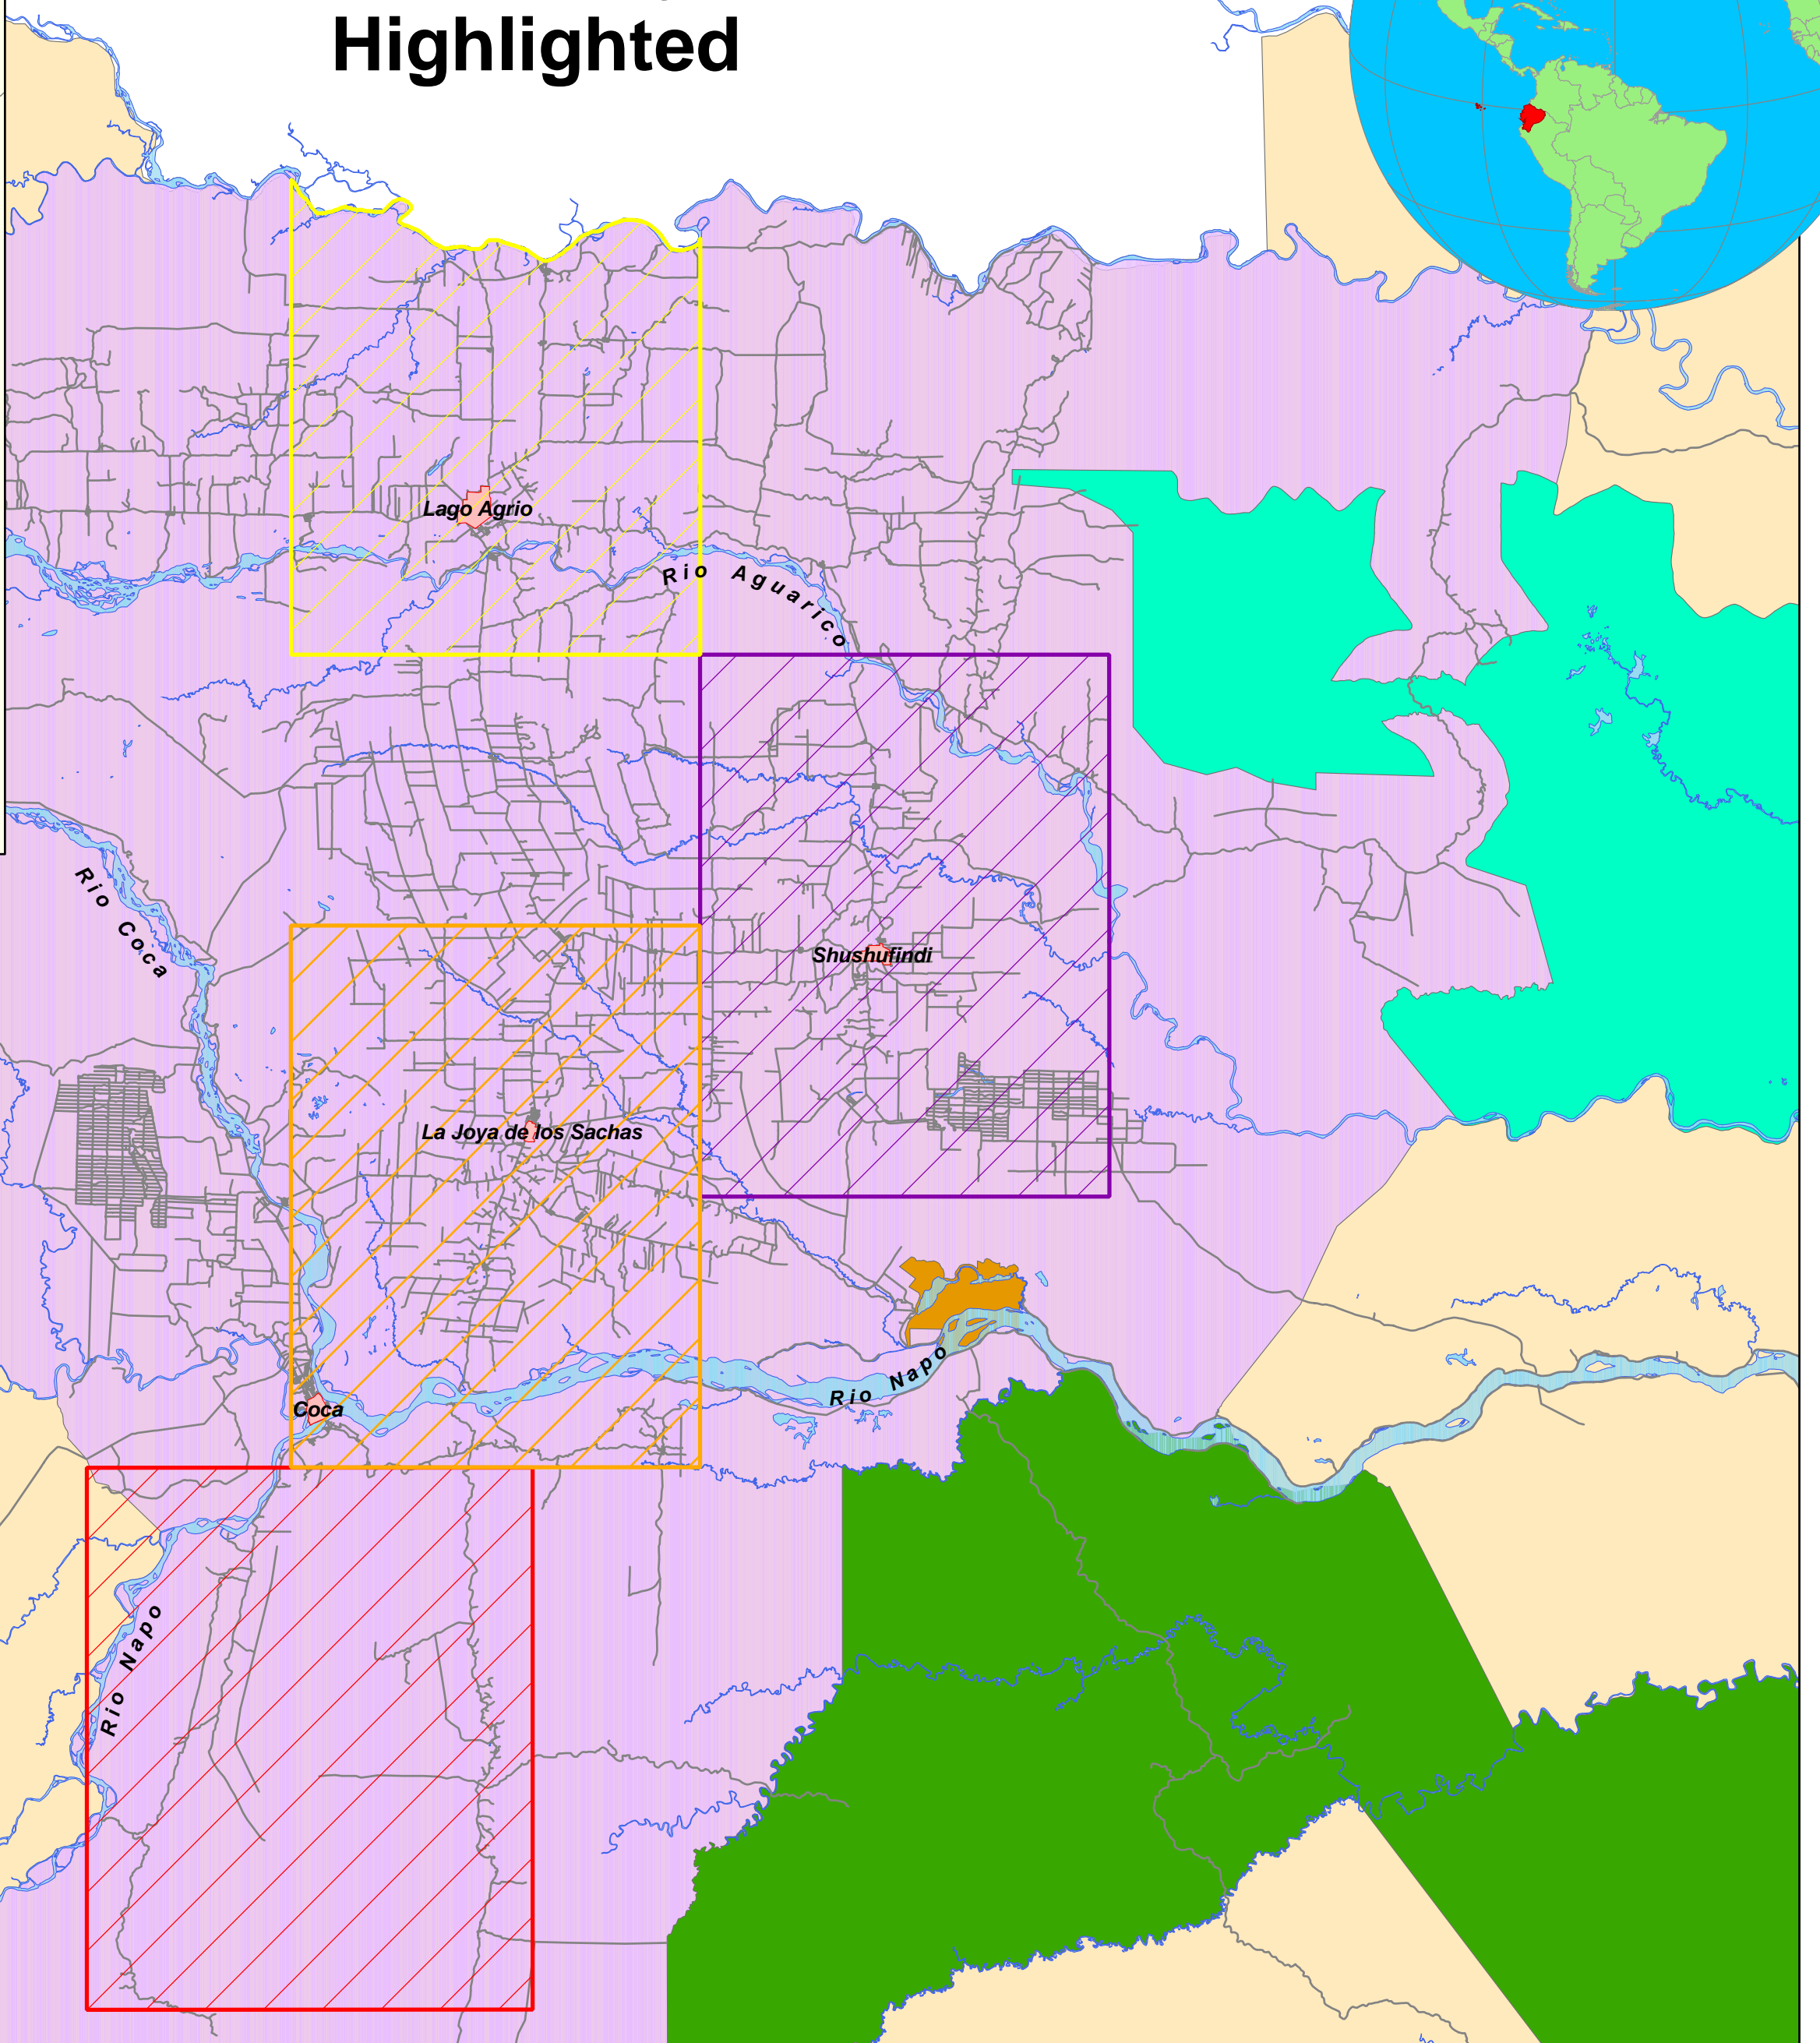 Highlighted
Lago Agrio
Rio Aguarico
Rio Coca
Shushufindi
La Joya de los Sachas
Rio Napo
Coca
Rio Napo